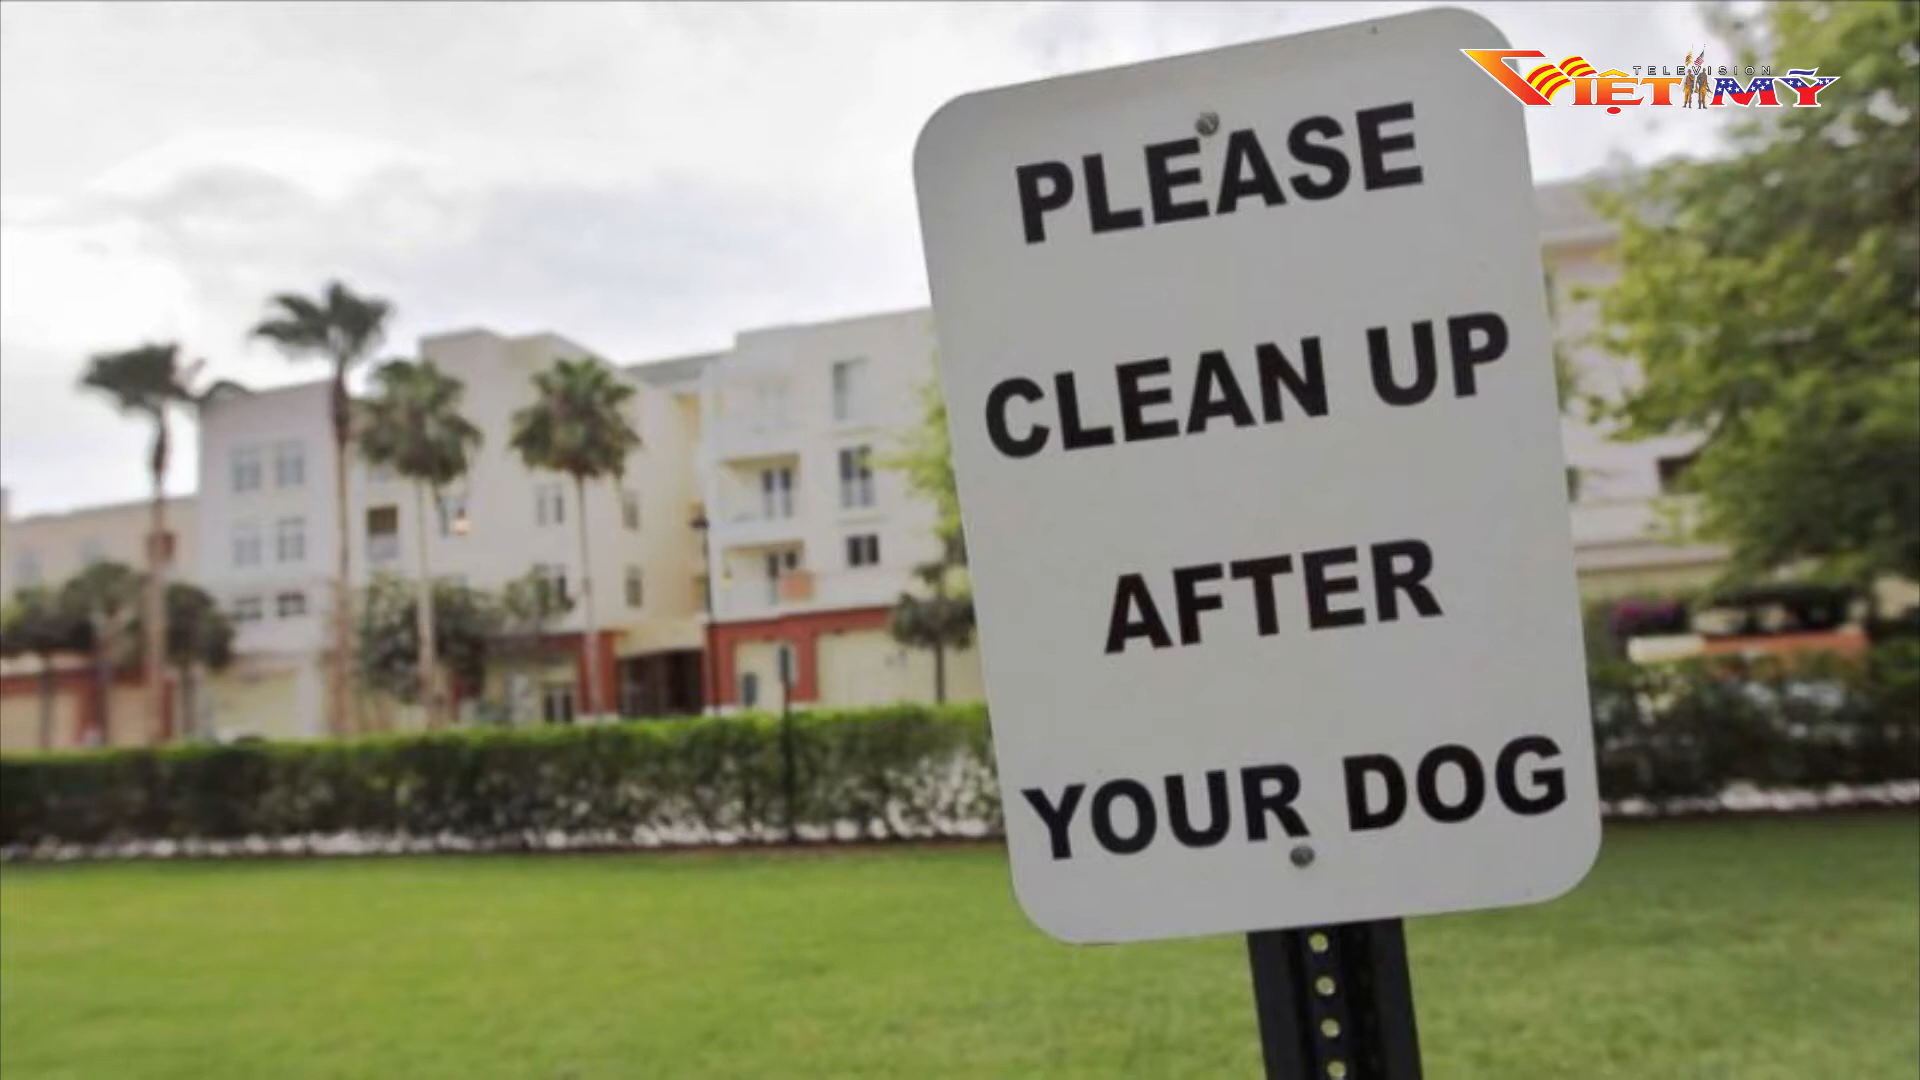 TELEVISION
VIỆT MỸ
PLEASE
CLEAN UP
AFTER
YOUR DOG